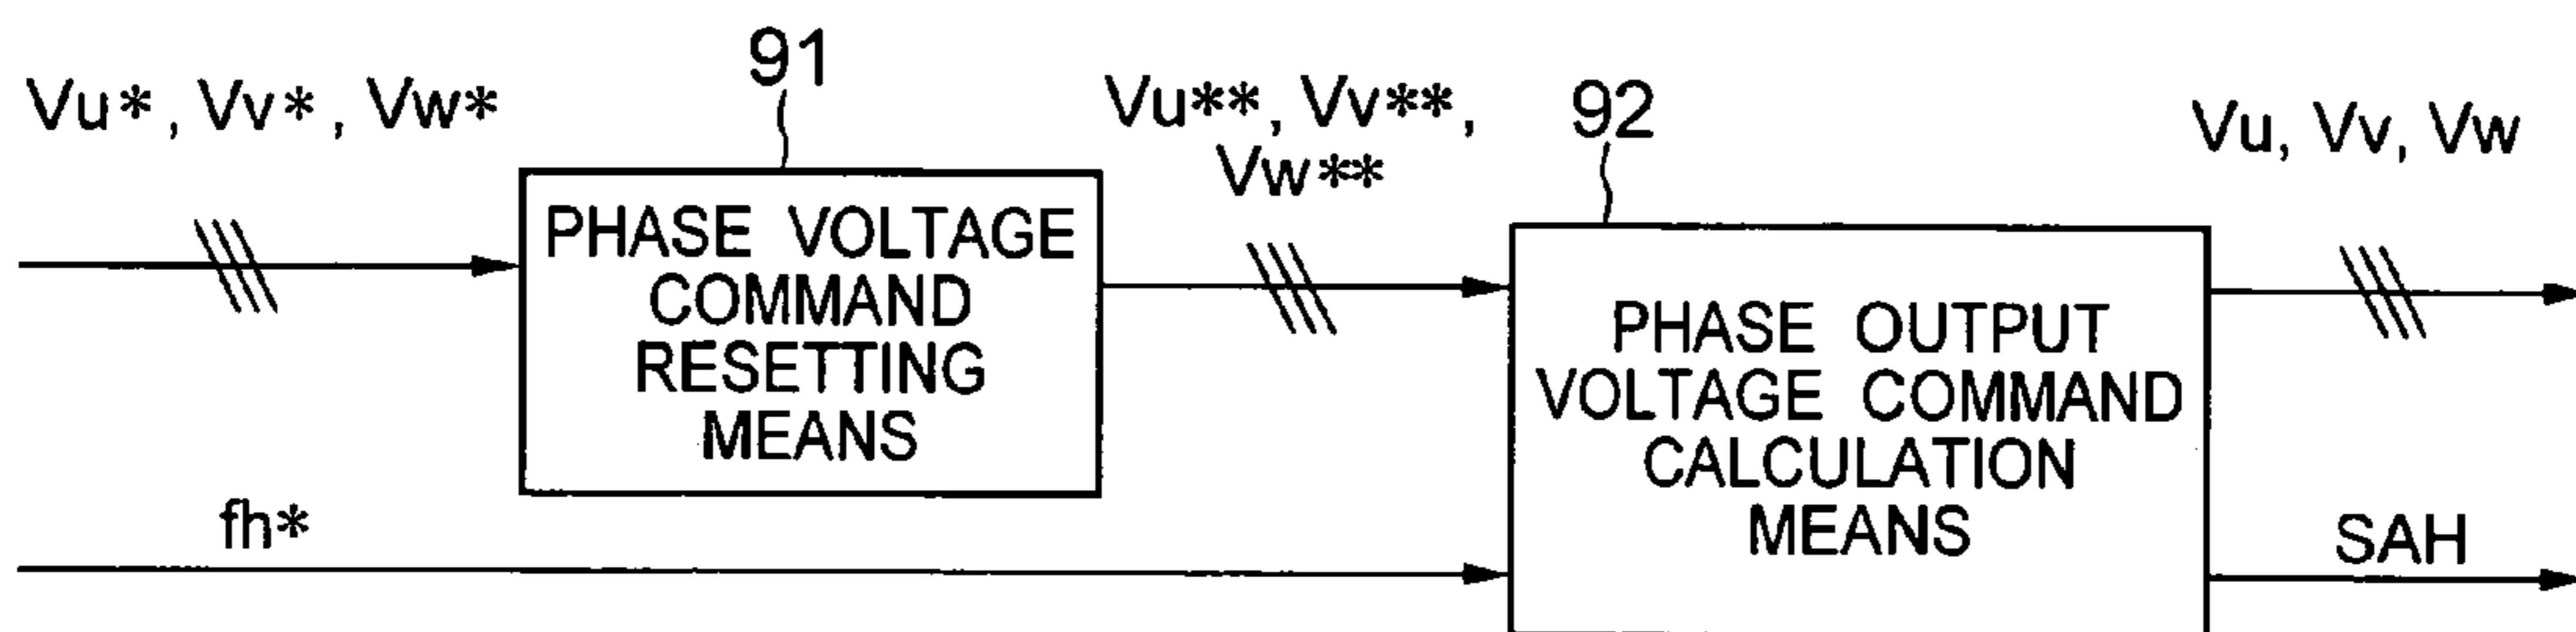 91
Vu*, Vv*, Vw*
Vu**, Vv**,
Vw**
92
Vu, Vv, Vw
PHASE VOLTAGE
COMMAND
RESETTING
MEANS
PHASE OUTPUT
VOLTAGE COMMAND
CALCULATION
MEANS
fh*
SAH